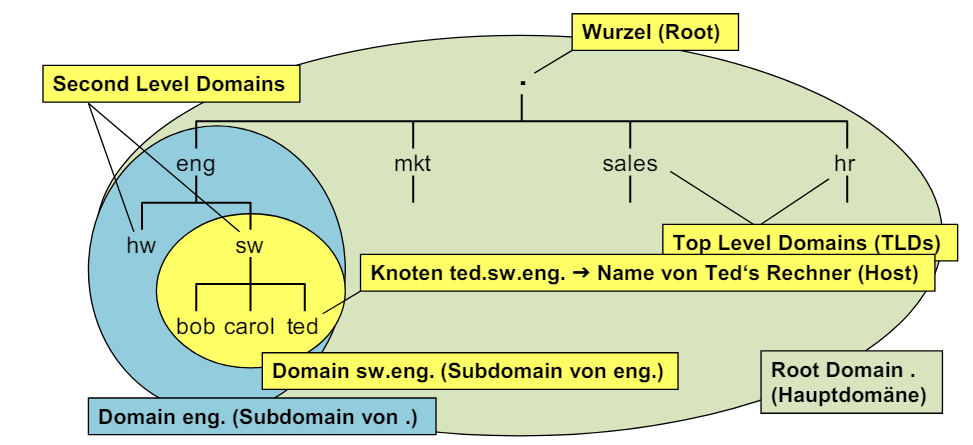 Wurzel (Root)
Second Level Domains
.
eng
mkt
sales
hr
hw
sw
Top Level Domains (TLDs)
Knoten ted.sw.eng. → Name von Ted‘s Rechner (Host)
bob carol ted
Domain sw.eng. (Subdomain von eng.)
Root Domain .
(Hauptdomäne)
Domain eng. (Subdomain von .)